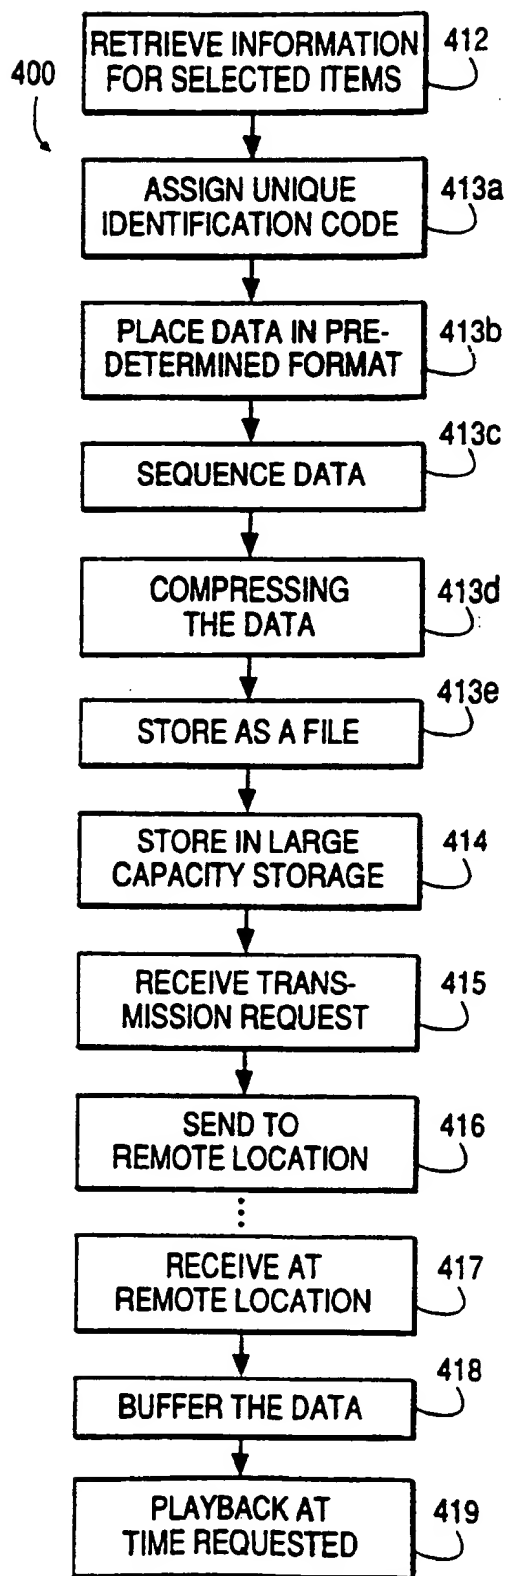 400
RETRIEVE INFORMATION
FOR SELECTED ITEMS
412
ASSIGN UNIQUE
IDENTIFICATION CODE
413a
PLACE DATA IN PRE-
DETERMINED FORMAT
413b
SEQUENCE DATA
413c
COMPRESSING
THE DATA
413d
STORE AS A FILE
413e
STORE IN LARGE
CAPACITY STORAGE
414
RECEIVE TRANS-
MISSION REQUEST
415
SEND TO
REMOTE LOCATION
416
RECEIVE AT
REMOTE LOCATION
417
BUFFER THE DATA
418
PLAYBACK AT
TIME REQUESTED
419